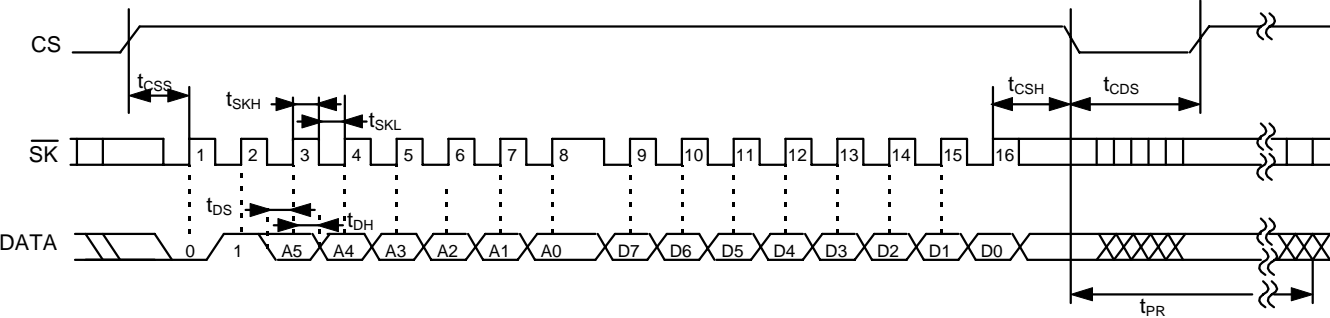 CS
tCSS
tSKH
tSKL
tCSH
tCDS
SK
1 2 3 4 5 6 7 8 9 10 11 12 13 14 15 16
tDS
tDH
DATA
0 1 A5 A4 A3 A2 A1 A0 D7 D6 D5 D4 D3 D2 D1 D0
tPR